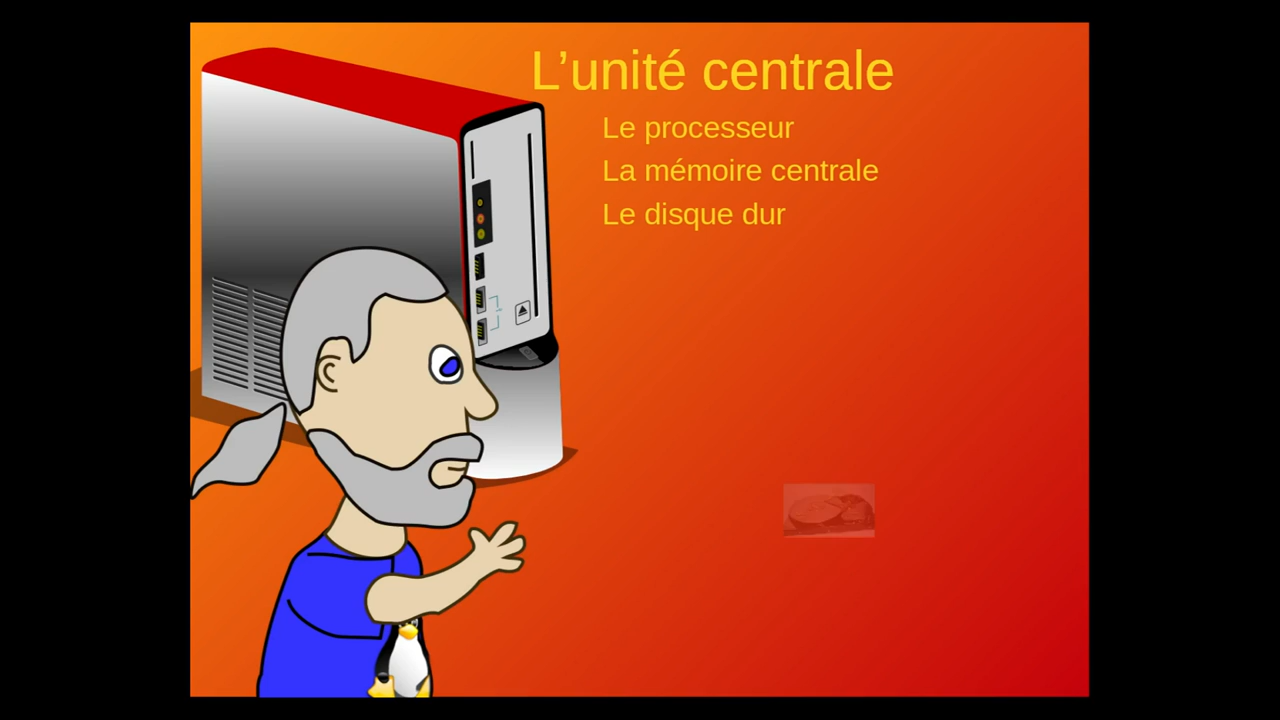 L’unité centrale
Le processeur
La mémoire centrale
Le disque dur